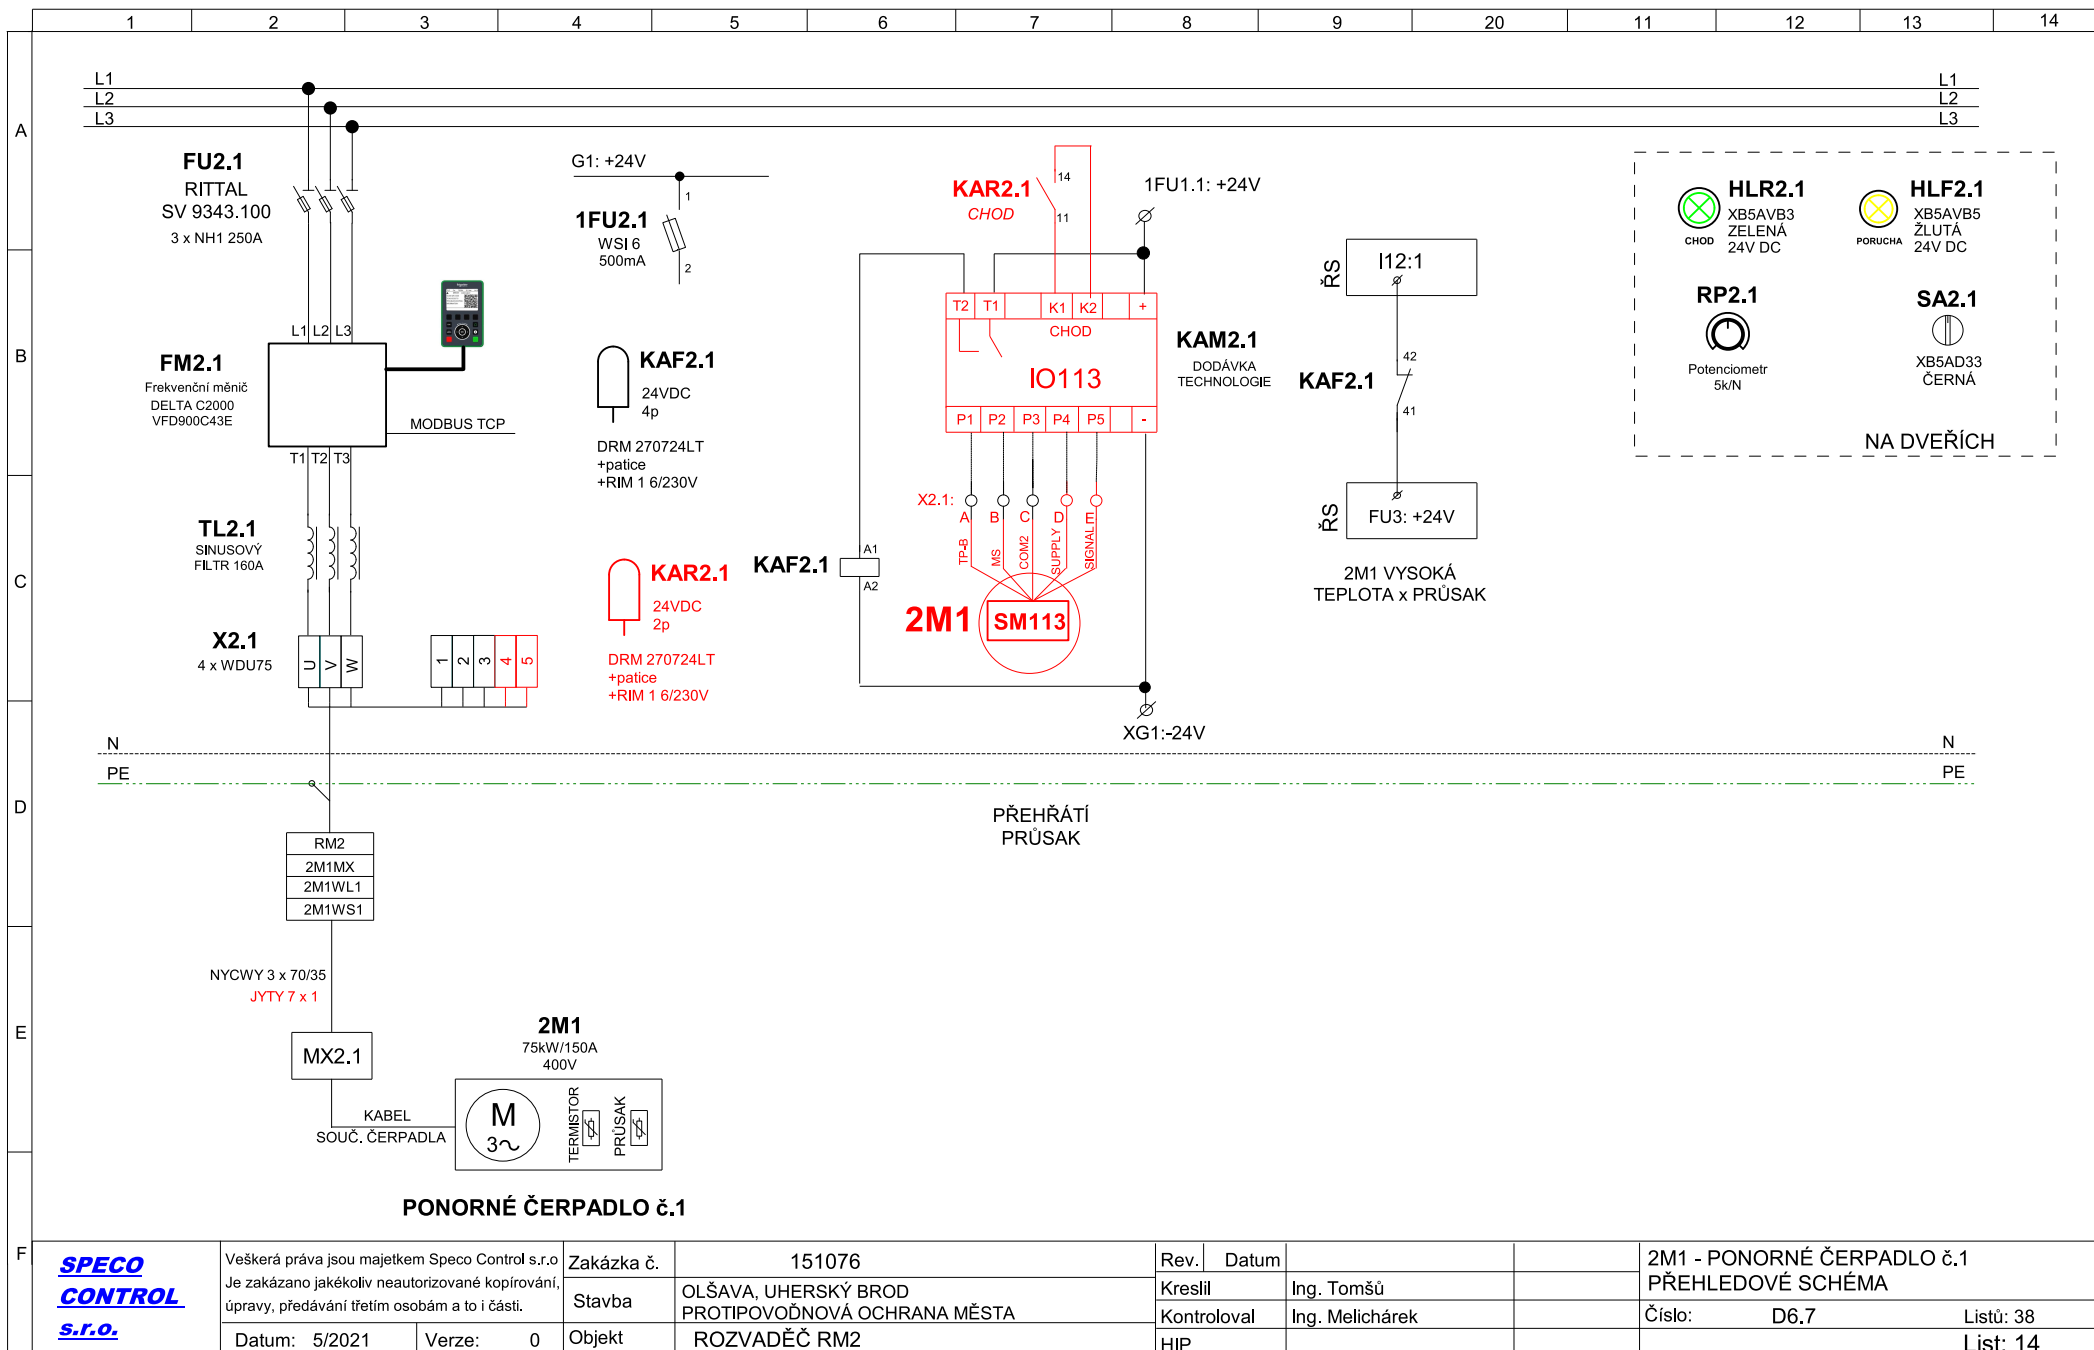 1 2 3 4 5 6 7 8 9 20 11 12 13 14
A
B
C
D
E
F
L1
L2
L3
L1
L2
L3
FU2.1
RITTAL
SV 9343.100
3 x NH1 250A
G1: +24V
1
1FU2.1
WSI 6
500mA
2
KAR2.1
CHOD
14
11
1FU1.1: +24V
T2 T1 K1 K2 +
CHOD
IO113
P1 P2 P3 P4 P5 -
KAM2.1
DODÁVKA
TECHNOLOGIE
ŘS
I12:1
KAF2.1
42
41
ŘS
FU3: +24V
2M1 VYSOKÁ
TEPLOTA x PRŮSAK
HLR2.1
XB5AVB3
ZELENÁ
24V DC
CHOD
HLF2.1
XB5AVB5
ŽLUTÁ
24V DC
PORUCHA
RP2.1
Potenciometr
5k/N
SA2.1
XB5AD33
ČERNÁ
NA DVEŘÍCH
L1 L2 L3
FM2.1
Frekvenční měnič
DELTA C2000
VFD900C43E
MODBUS TCP
T1 T2 T3
KAF2.1
24VDC
4p
DRM 270724LT
+patice
+RIM 1 6/230V
TL2.1
SINUSOVÝ
FILTR 160A
KAR2.1
24VDC
2p
DRM 270724LT
+patice
+RIM 1 6/230V
KAF2.1
A1
A2
X2.1:
A B C D E
TP-B
MS
COM2
SUPPLY
SIGNAL
2M1
SM113
XG1:-24V
X2.1
4 x WDU75
U V W
1 2 3 4 5
N
N
PE
PE
PŘEHŘÁTÍ
PRŮSAK
RM2
2M1MX
2M1WL1
2M1WS1
NYCWY 3 x 70/35
JYTY 7 x 1
MX2.1
KABEL
SOUČ. ČERPADLA
2M1
75kW/150A
400V
M
3~
TERMISTOR
PRŮSAK
PONORNÉ ČERPADLO č.1
SPECO
CONTROL
s.r.o.
Veškerá práva jsou majetkem Speco Control s.r.o
Je zakázano jakékoliv neautorizované kopírování,
úpravy, předávání třetím osobám a to i části.
Datum: 5/2021 Verze: 0
Zakázka č. 151076
Stavba OLŠAVA, UHERSKÝ BROD
PROTIPOVODŇOVÁ OCHRANA MĚSTA
Objekt ROZVADĚČ RM2
Rev. Datum
Kreslil Ing. Tomšů
Kontroloval Ing. Melichárek
HIP
2M1 - PONORNÉ ČERPADLO č.1
PŘEHLEDOVÉ SCHÉMA
Číslo: D6.7 Listů: 38
List: 14